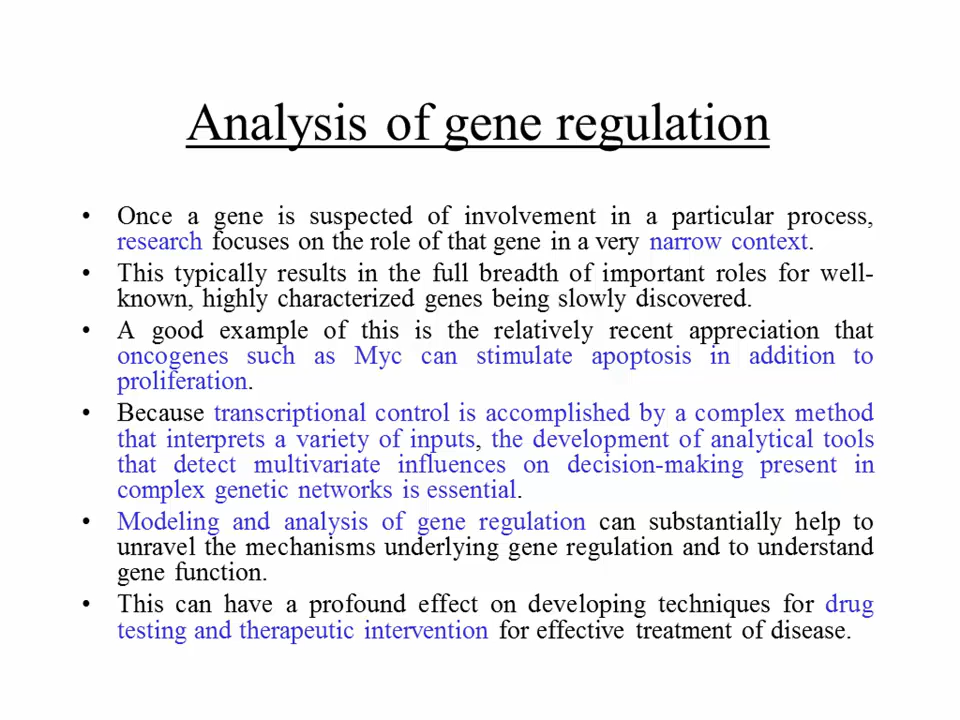 Analysis of gene regulation
• Once a gene is suspected of involvement in a particular process,
research focuses on the role of that gene in a very narrow context.
• This typically results in the full breadth of important roles for well-
known, highly characterized genes being slowly discovered.
• A good example of this is the relatively recent appreciation that
oncogenes such as Myc can stimulate apoptosis in addition to
proliferation.
• Because transcriptional control is accomplished by a complex method
that interprets a variety of inputs, the development of analytical tools
that detect multivariate influences on decision-making present in
complex genetic networks is essential.
• Modeling and analysis of gene regulation can substantially help to
unravel the mechanisms underlying gene regulation and to understand
gene function.
• This can have a profound effect on developing techniques for drug
testing and therapeutic intervention for effective treatment of disease.